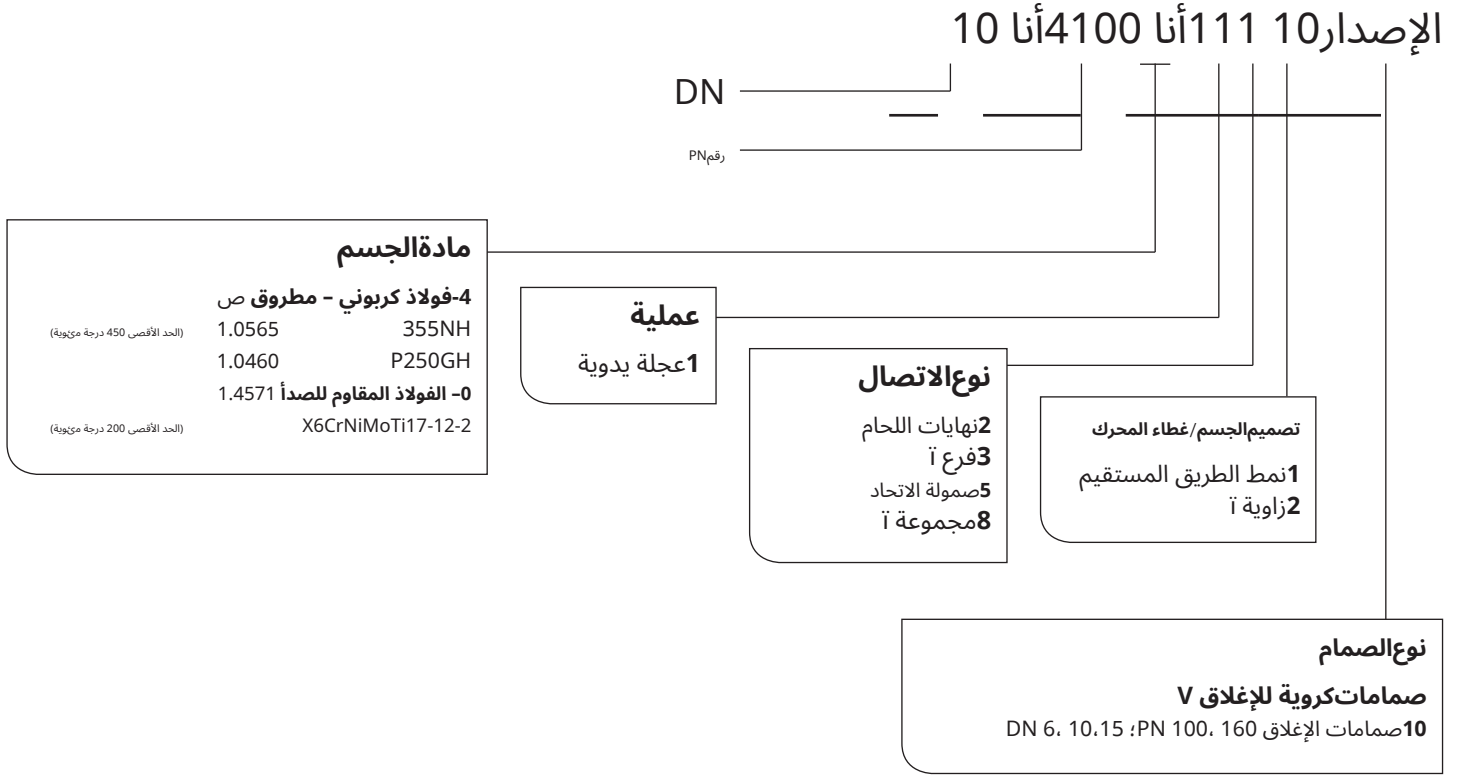 الإصدار10 111أنا 4100أنا 10
DN
رقمPN
مادةالجسم
4-فولاذ كربوني – مطروق ص
355NH 1.0565 (الحد الأقصى 450 درجة مئوية)
P250GH 1.0460
0– الفولاذ المقاوم للصدأ 1.4571
X6CrNiMoTi17-12-2 (الحد الأقصى 200 درجة مئوية)
عملية
1عجلة يدوية
نوعالاتصال
2نهايات اللحام
3فرع ï
5صمولة الاتحاد
8مجموعة ï
تصميمالجسم/غطاء المحرك
1نمط الطريق المستقيم
2زاوية ï
نوعالصمام
صماماتكروية للإغلاق V
10صمامات الإغلاق PN 100، 160؛ DN 6، 10،15